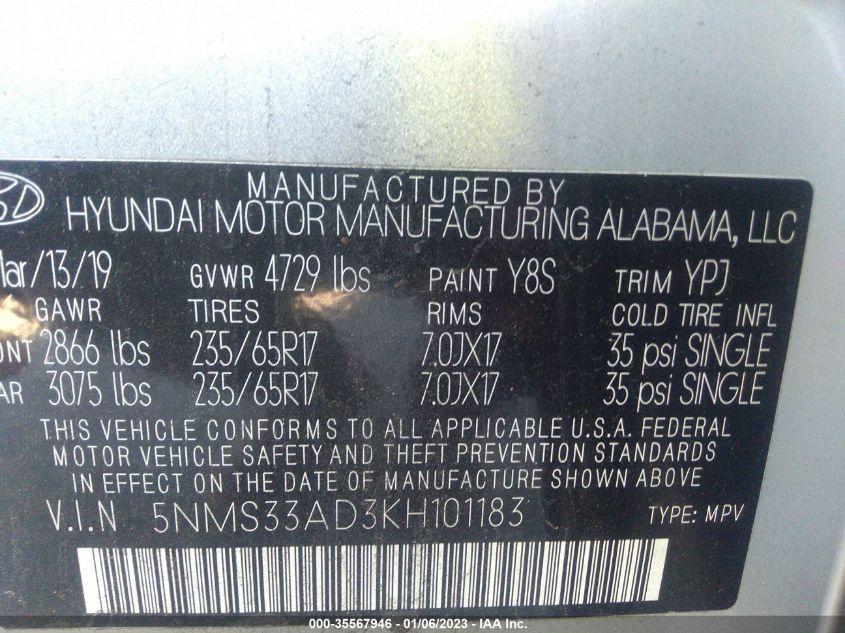 MANUFACTURED BY
HYUNDAI MOTOR MANUFACTURING ALABAMA, LLC
ar/13/19 GVWR 4729 lbs PAINT Y8S TRIM YPJ
GAWR TIRES RIMS COLD TIRE INFL
NT 2866 lbs 235/65R17 7.0JX17 35 psi SINGLE
AR 3075 lbs 235/65R17 7.0JX17 35 psi SINGLE
THIS VEHICLE CONFORMS TO ALL APPLICABLE U.S.A. FEDERAL
MOTOR VEHICLE SAFETY AND THEFT PREVENTION STANDARDS
IN EFFECT ON THE DATE OF MANUFACTURE SHOWN ABOVE
V.I.N 5NMS33AD3KH101183 TYPE: MPV
000-35567946 - 01/06/2023 - IAA Inc.